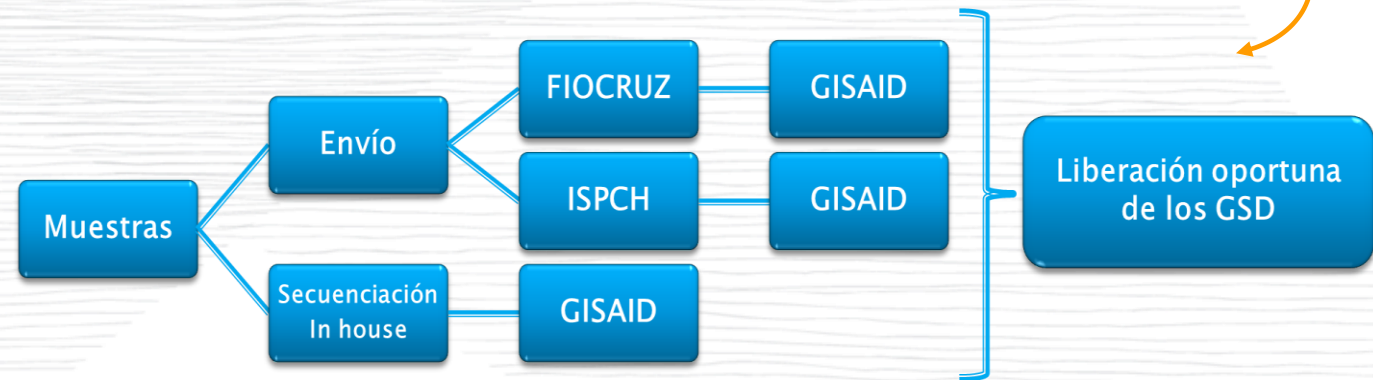 Muestras
Envío
FIOCRUZ
GISAID
ISPCH
GISAID
Secuenciación
In house
GISAID
Liberación oportuna
de los GSD